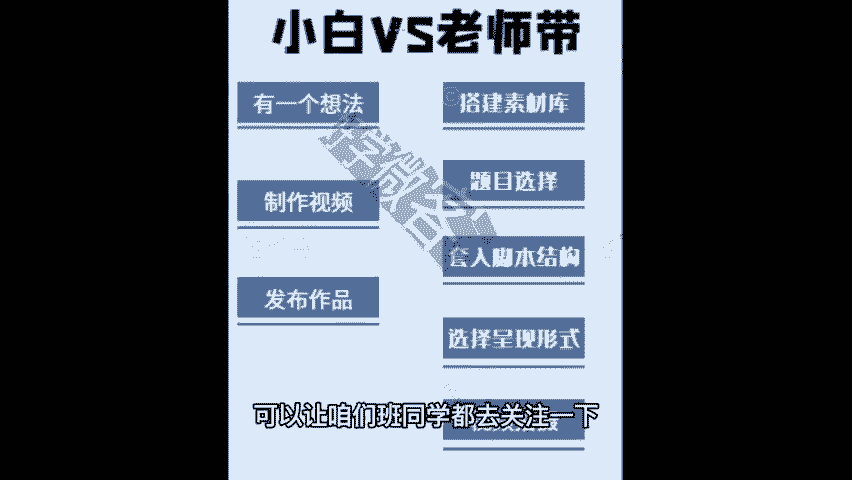 小白VS老师带
有一个想法
制作视频
发布作品
搭建素材库
题目选择
套入脚本结构
选择呈现形式
可以让咱们班同学都去关注一下